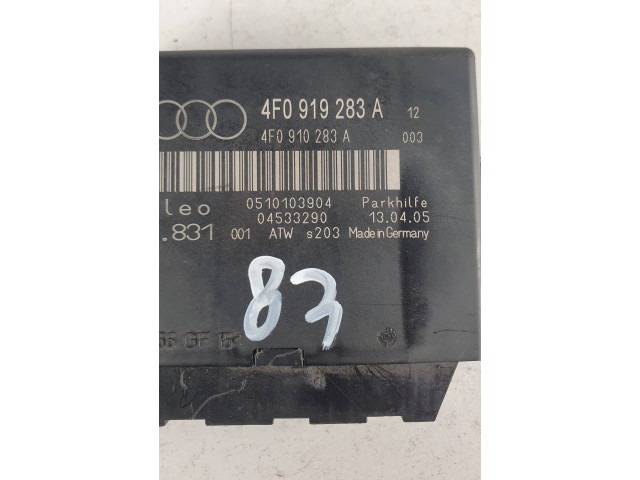 4F0 919 283 A 12
4F0 910 283 A 003
leo 0510103904 Parkhilfe
04533290 13.04.05
.831 001 ATW s203 Made in Germany
83
GF